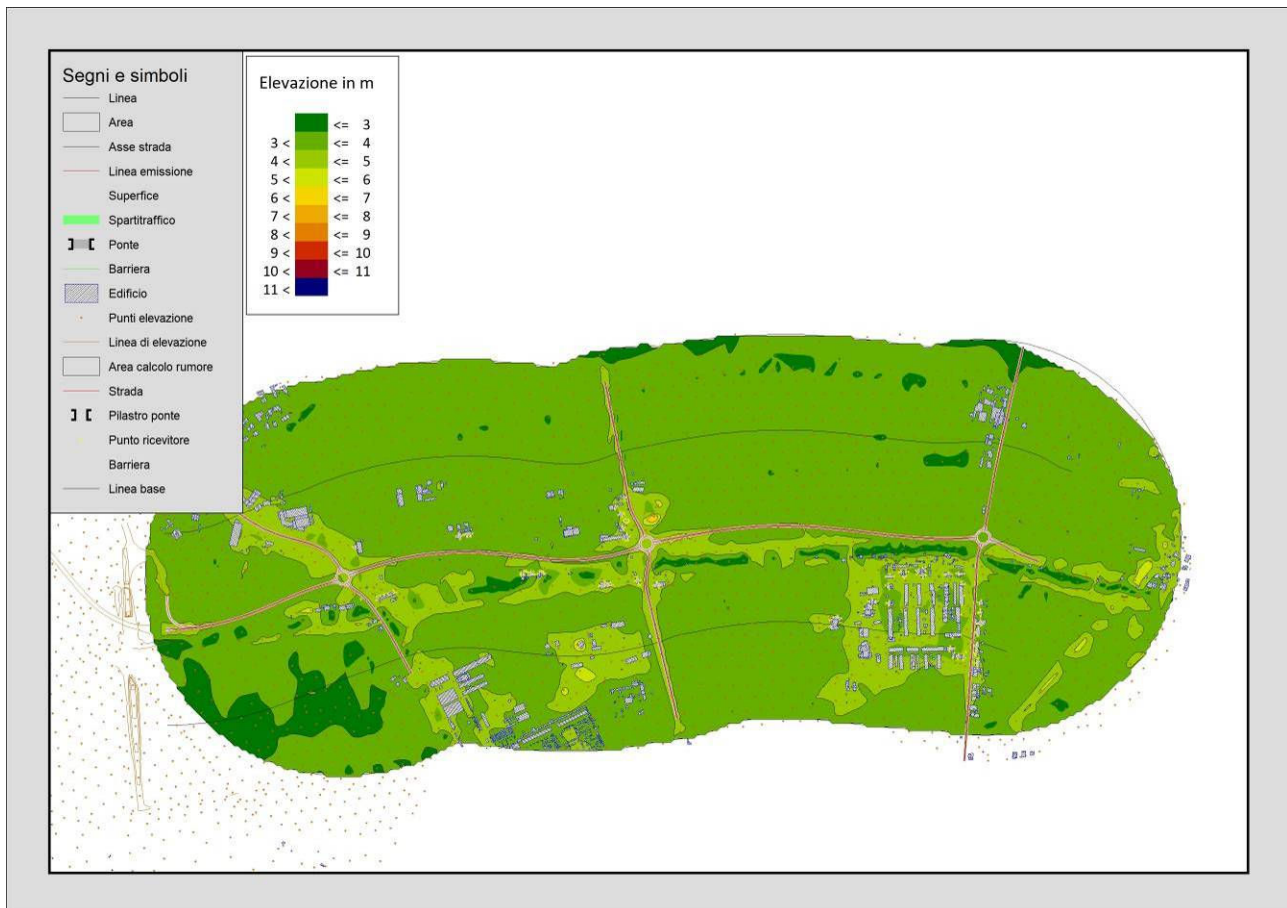 Segni e simboli
Linea
Area
Asse strada
Linea emissione
Superfice
Spartitraffico
Ponte
Barriera
Edificio
Punti elevazione
Linea di elevazione
Area calcolo rumore
Strada
Pilastro ponte
Punto ricevitore
Barriera
Linea base
Elevazione in m
<= 3
3 < <= 4
4 < <= 5
5 < <= 6
6 < <= 7
7 < <= 8
8 < <= 9
9 < <= 10
10 < <= 11
11 <